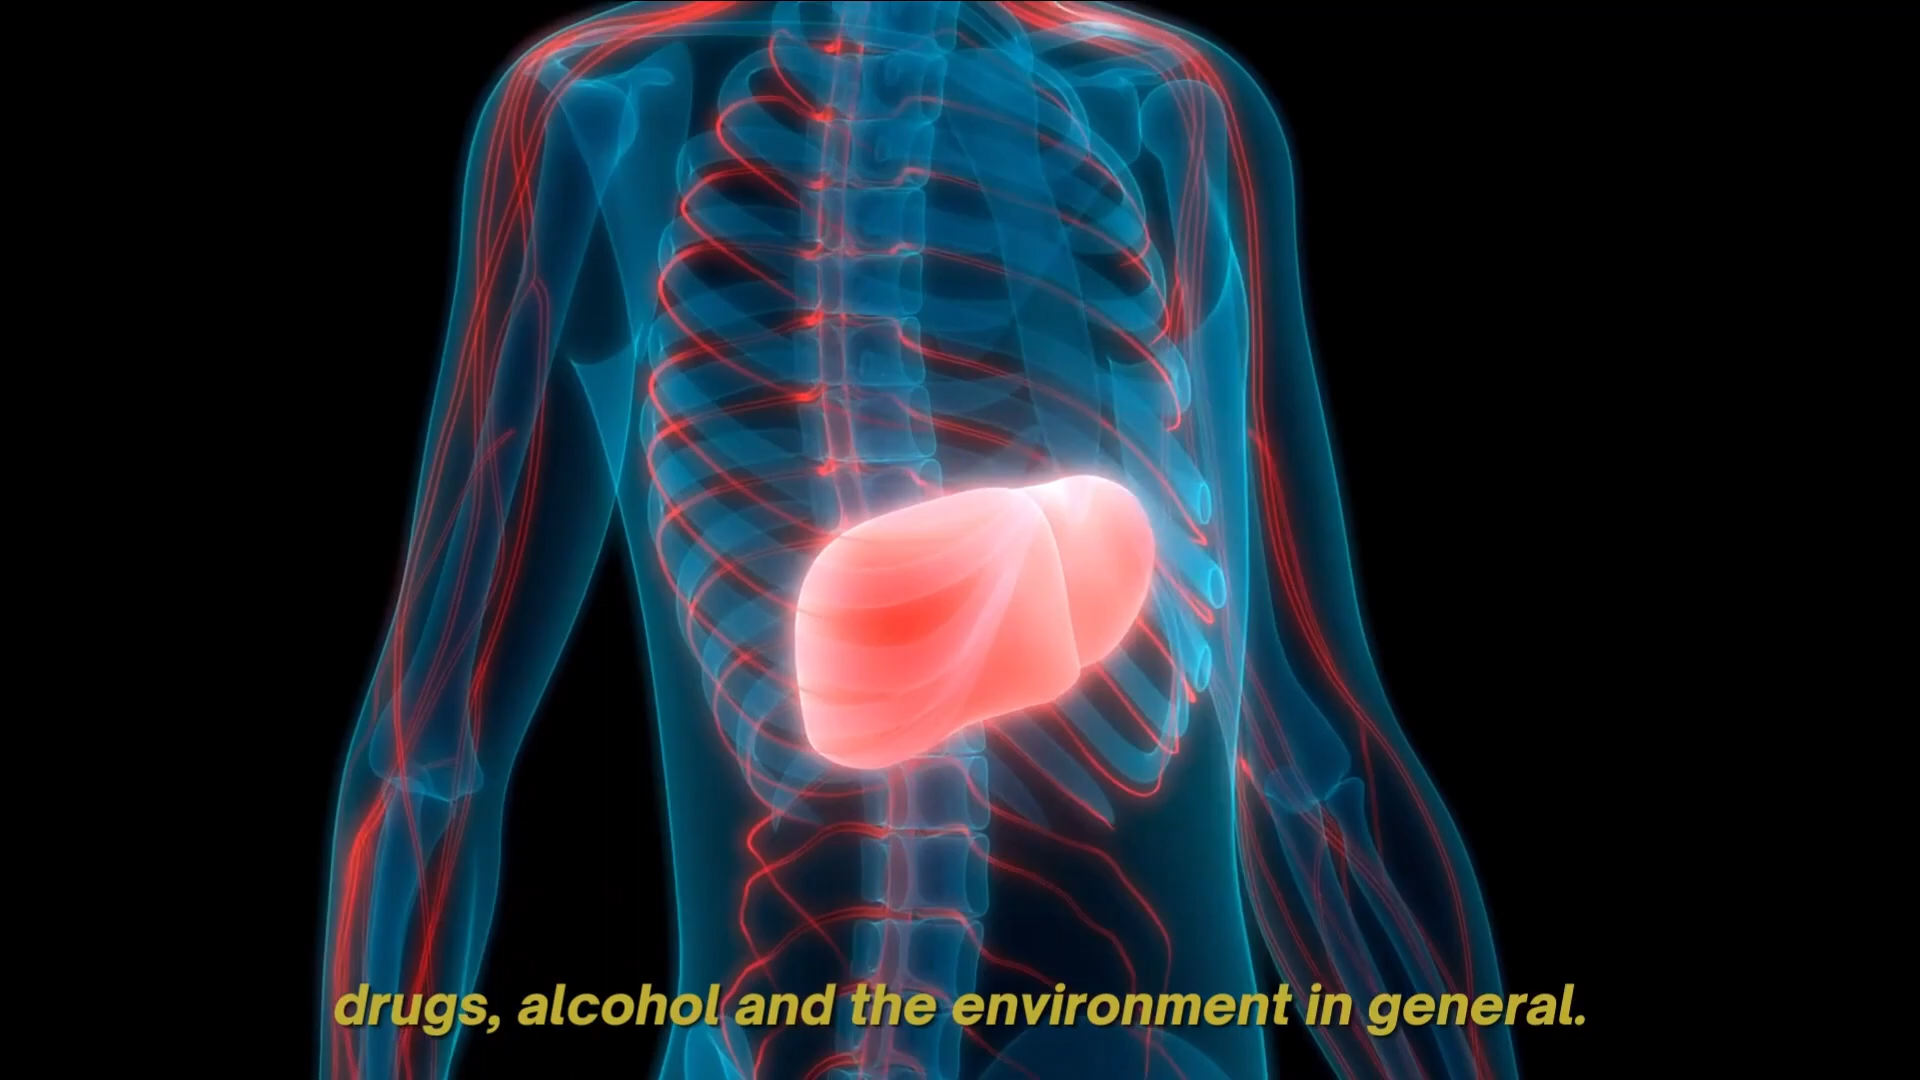 drugs, alcohol and the environment in general.